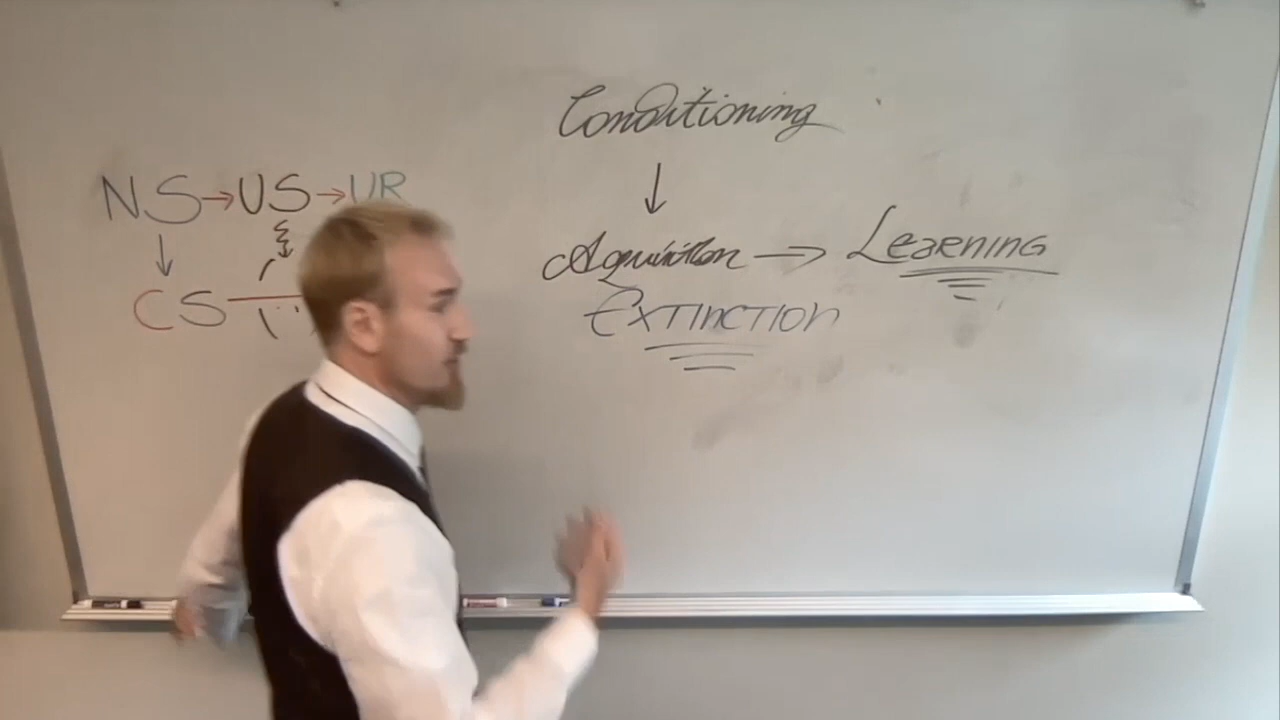 Conditioning
NS → US → UR
Acquisition → Learning
CS
Extinction